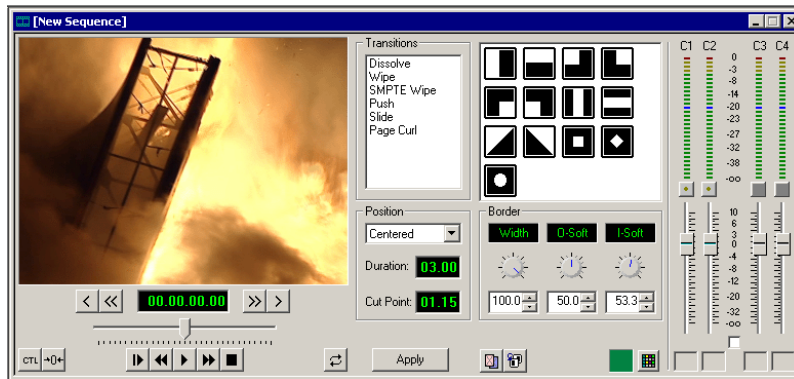 [New Sequence]
Transitions
Dissolve
Wipe
SMPTE Wipe
Push
Slide
Page Curl
C1 C2 C3 C4
0
-3
-8
-14
-20
-23
-27
-32
-38
-oo
Position
Centered
Duration: 03.00
Cut Point: 01.15
Border
Width O-Soft I-Soft
100.0 50.0 53.3
10
6
3
0
-4
-8
-12
-20
-32
-oo
00.00.00.00
CTL →0←
Apply